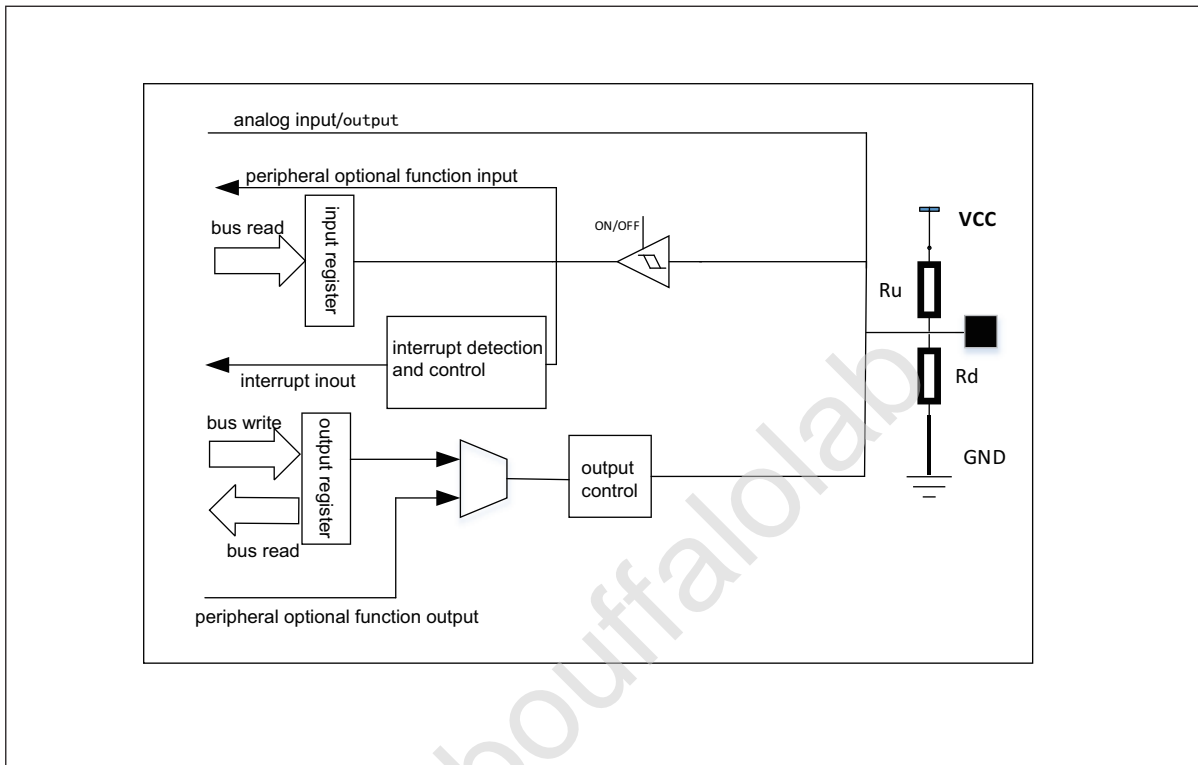 analog input/output
peripheral optional function input
bus read
input register
ON/OFF
VCC
Ru
interrupt detection
and control
interrupt inout
Rd
bus write
output register
output
control
GND
bus read
peripheral optional function output
bouffalolab